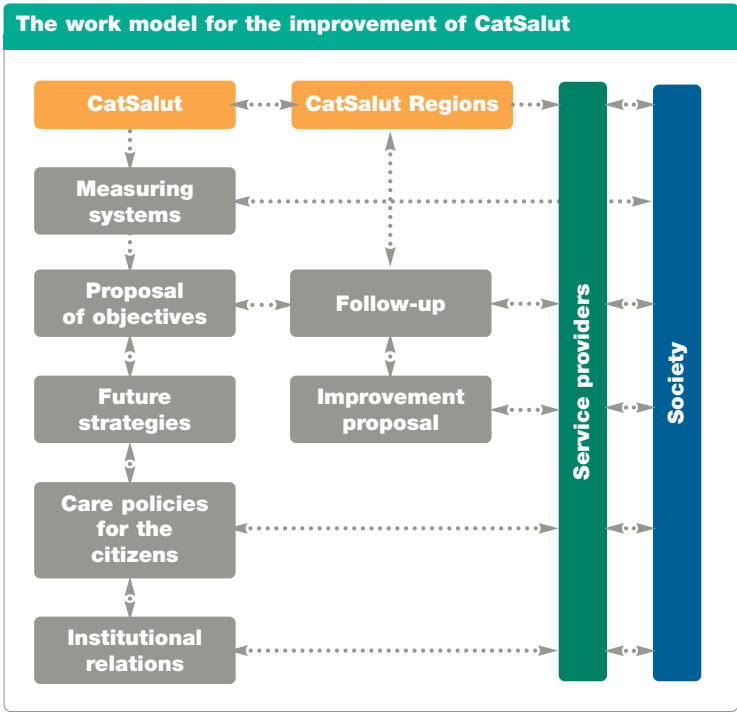 The work model for the improvement of CatSalut
CatSalut
CatSalut Regions
Measuring
systems
Proposal
of objectives
Follow-up
Future
strategies
Improvement
proposal
Care policies
for the
citizens
Institutional
relations
Service providers
Society